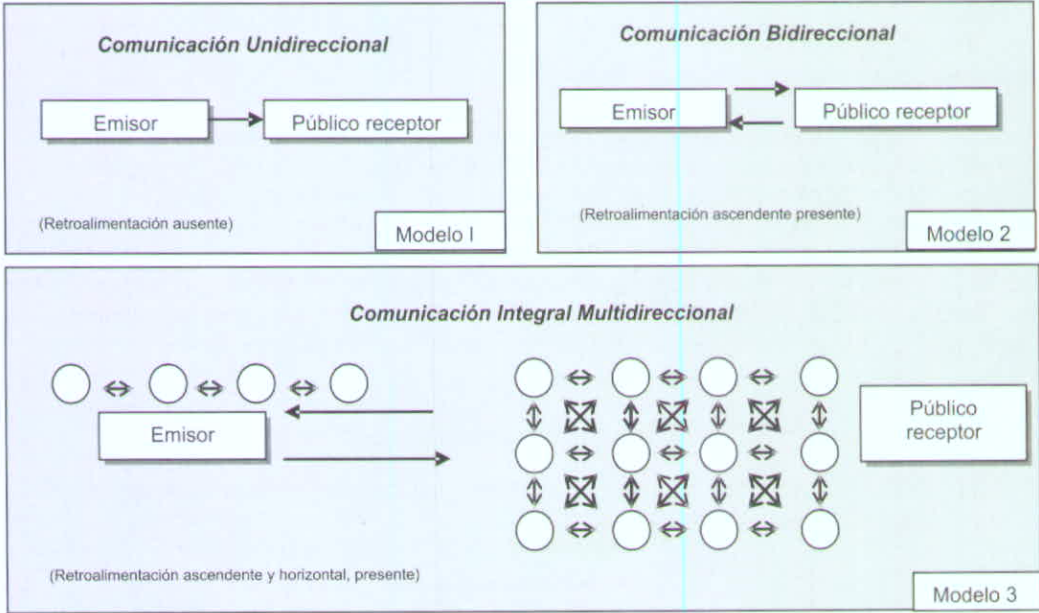 Comunicación Unidireccional
Emisor
Público receptor
(Retroalimentación ausente)
Modelo I
Comunicación Bidireccional
Emisor
Público receptor
(Retroalimentación ascendente presente)
Modelo 2
Comunicación Integral Multidireccional
Emisor
Público
receptor
(Retroalimentación ascendente y horizontal, presente)
Modelo 3